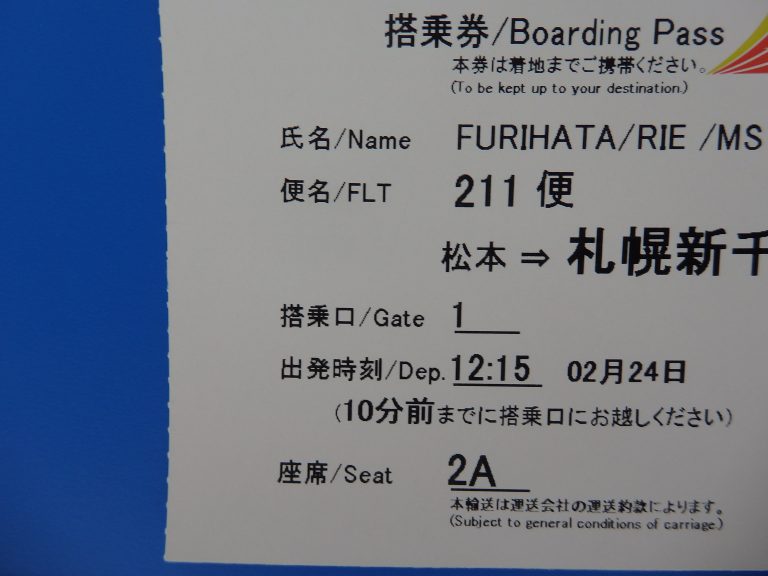 搭乗券/Boarding Pass
本券は着地までご携帯ください。
(To be kept up to your destination.)
氏名/Name FURIHATA/RIE /MS
便名/FLT 211 便
松本 ⇒ 札幌新千
搭乗口/Gate 1
出発時刻/Dep. 12:15 02月24日
(10分前までに搭乗口にお越しください)
座席/Seat 2A
本輸送は運送会社の運送約款によります。
(Subject to general conditions of carriage.)